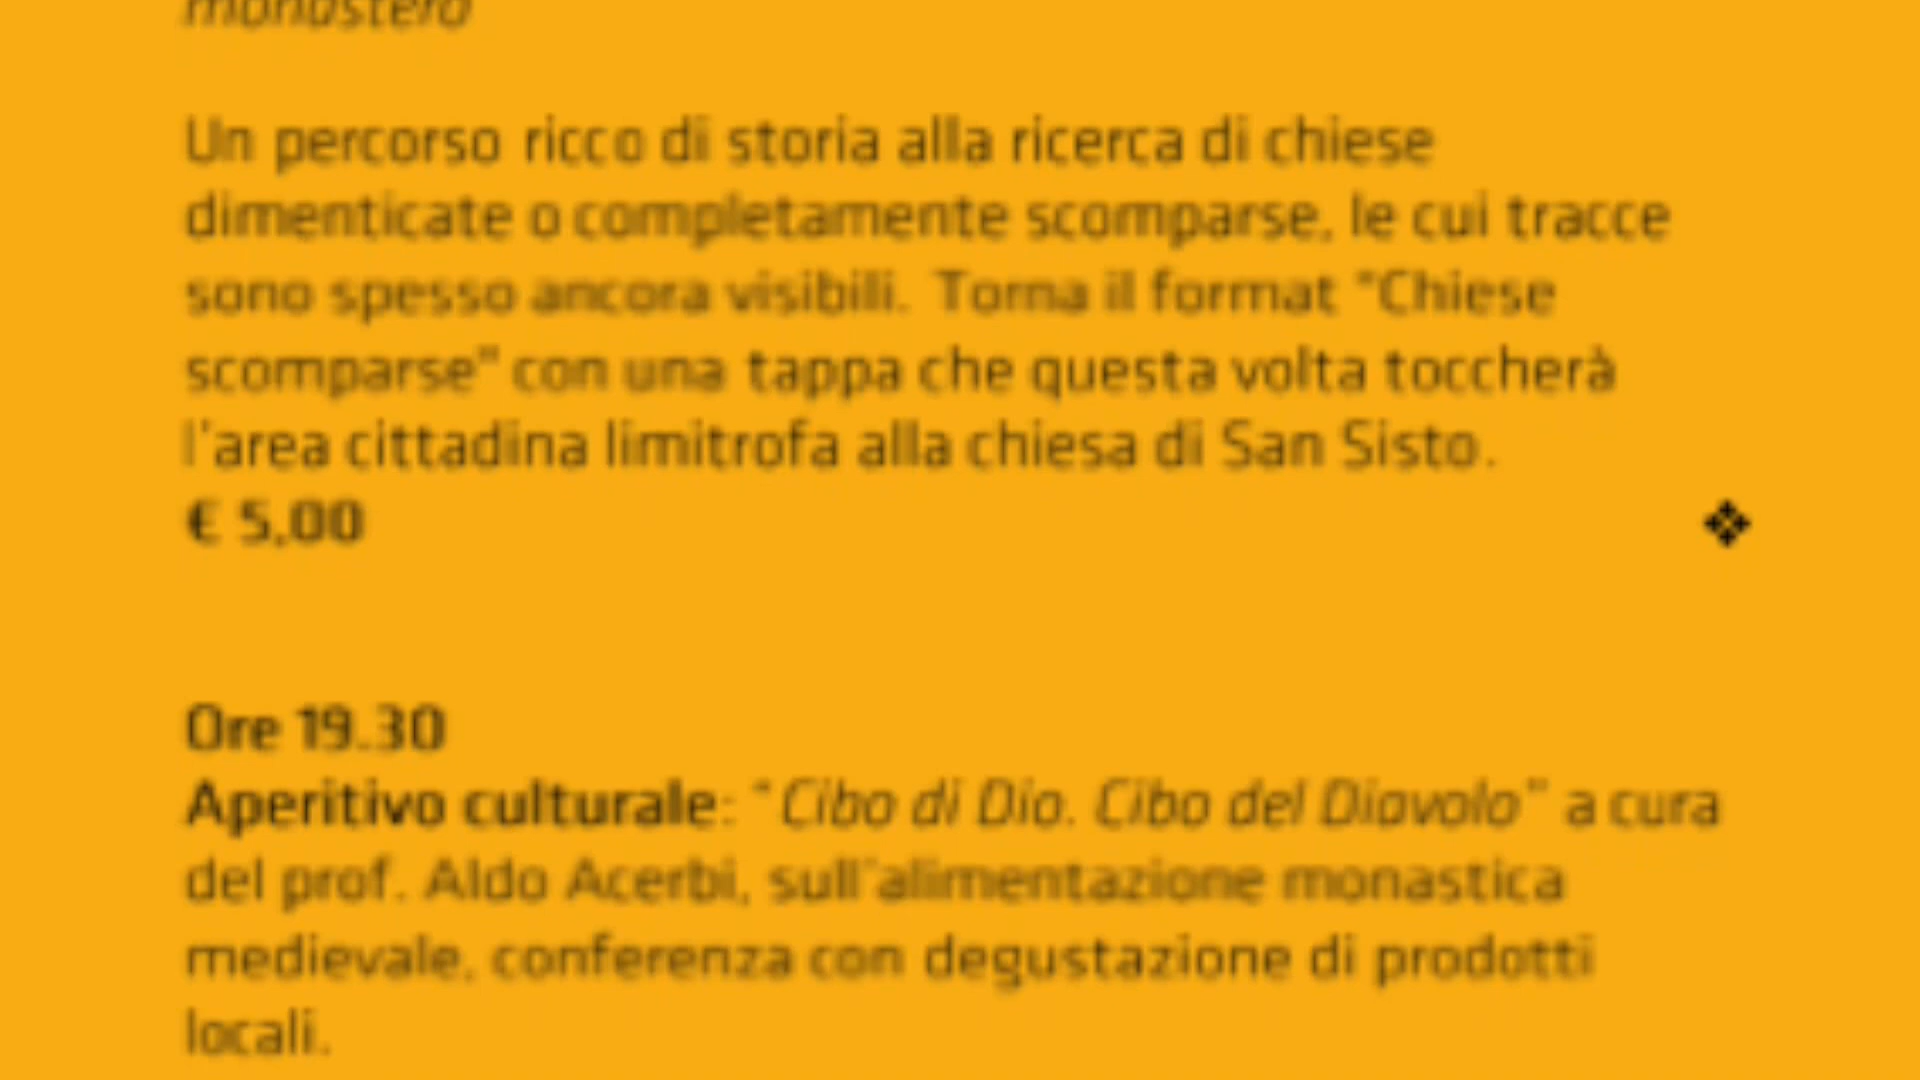 monastero
Un percorso ricco di storia alla ricerca di chiese
dimenticate o completamente scomparse, le cui tracce
sono spesso ancora visibili. Torna il format "Chiese
scomparse" con una tappa che questa volta toccherà
l'area cittadina limitrofa alla chiesa di San Sisto.
€ 5,00 ❖
Ore 19.30
Aperitivo culturale: "Cibo di Dio. Cibo del Diavolo" a cura
del prof. Aldo Acerbi, sull'alimentazione monastica
medievale, conferenza con degustazione di prodotti
locali.